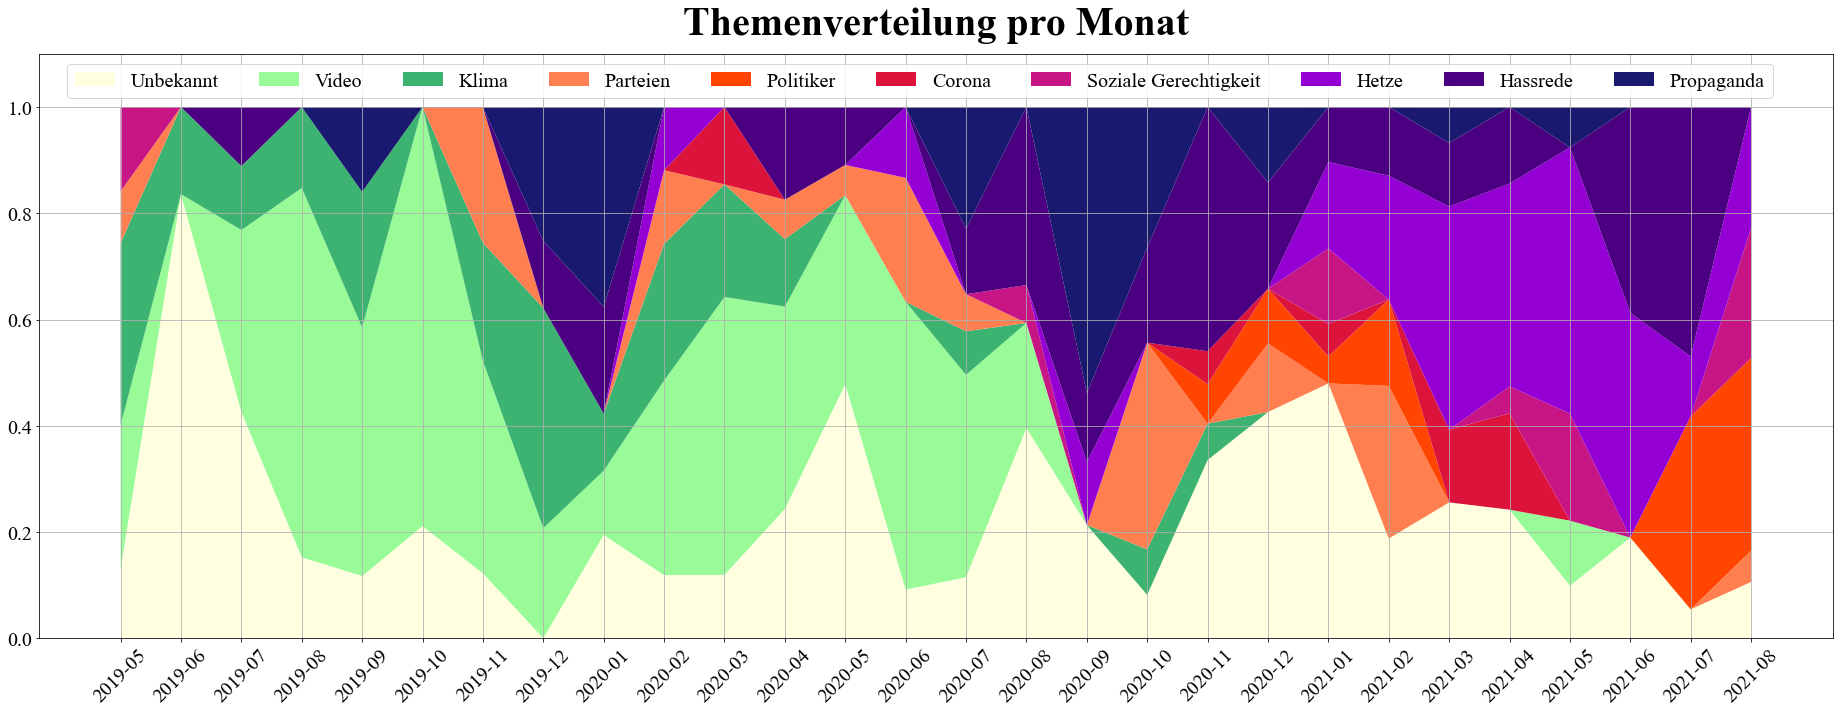 Themenverteilung pro Monat
Unbekannt Video Klima Parteien Politiker Corona Soziale Gerechtigkeit Hetze Hassrede Propaganda
1.0
0.8
0.6
0.4
0.2
0.0
2019-05 2019-06 2019-07 2019-08 2019-09 2019-10 2019-11 2019-12 2020-01 2020-02 2020-03 2020-04 2020-05 2020-06 2020-07 2020-08 2020-09 2020-10 2020-11 2020-12 2021-01 2021-02 2021-03 2021-04 2021-05 2021-06 2021-07 2021-08